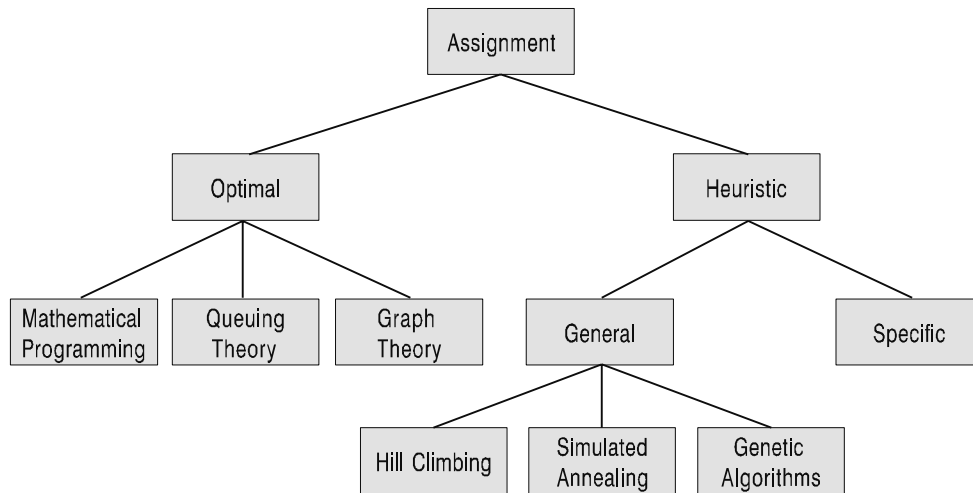 Assignment
Optimal
Heuristic
Mathematical
Programming
Queuing
Theory
Graph
Theory
General
Specific
Hill Climbing
Simulated
Annealing
Genetic
Algorithms